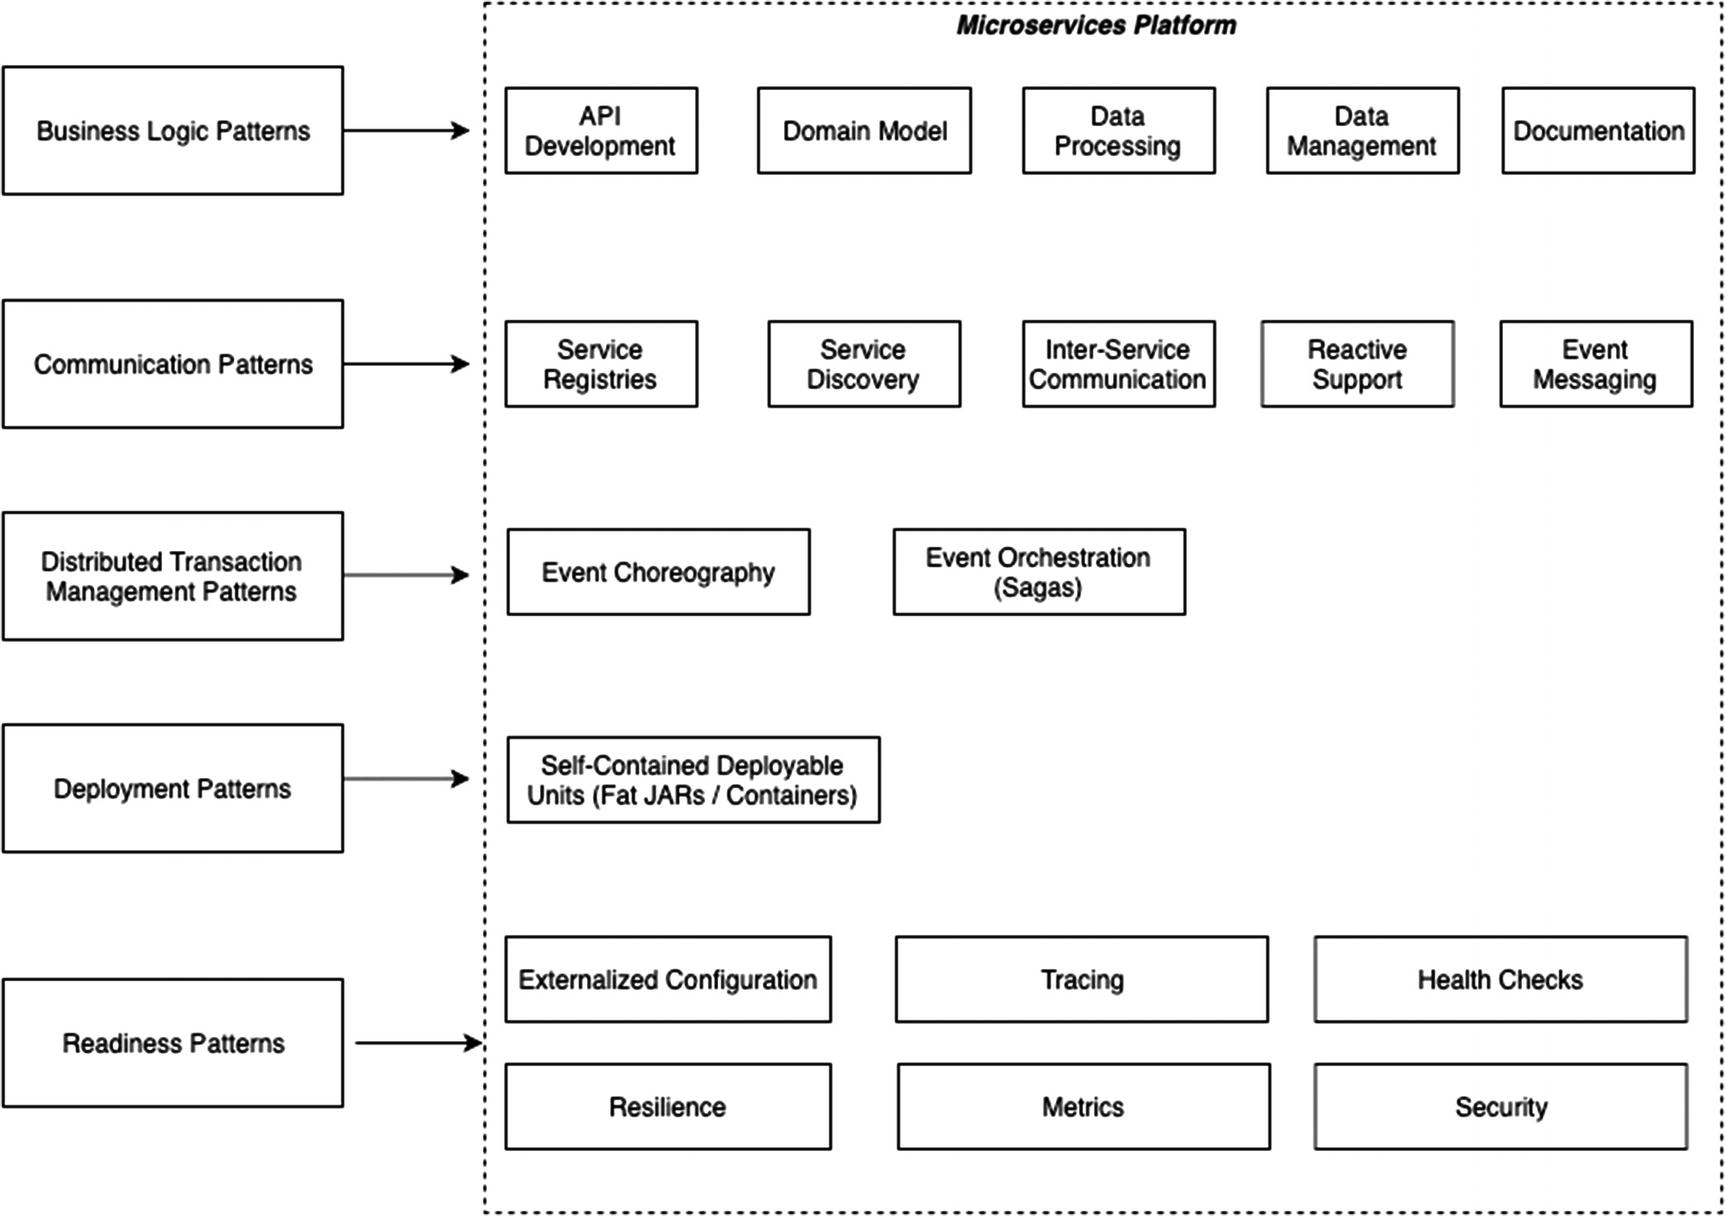 Microservices Platform
Business Logic Patterns
API
Development
Domain Model
Data
Processing
Data
Management
Documentation
Communication Patterns
Service
Registries
Service
Discovery
Inter-Service
Communication
Reactive
Support
Event
Messaging
Distributed Transaction
Management Patterns
Event Choreography
Event Orchestration
(Sagas)
Deployment Patterns
Self-Contained Deployable
Units (Fat JARs / Containers)
Readiness Patterns
Externalized Configuration
Tracing
Health Checks
Resilience
Metrics
Security